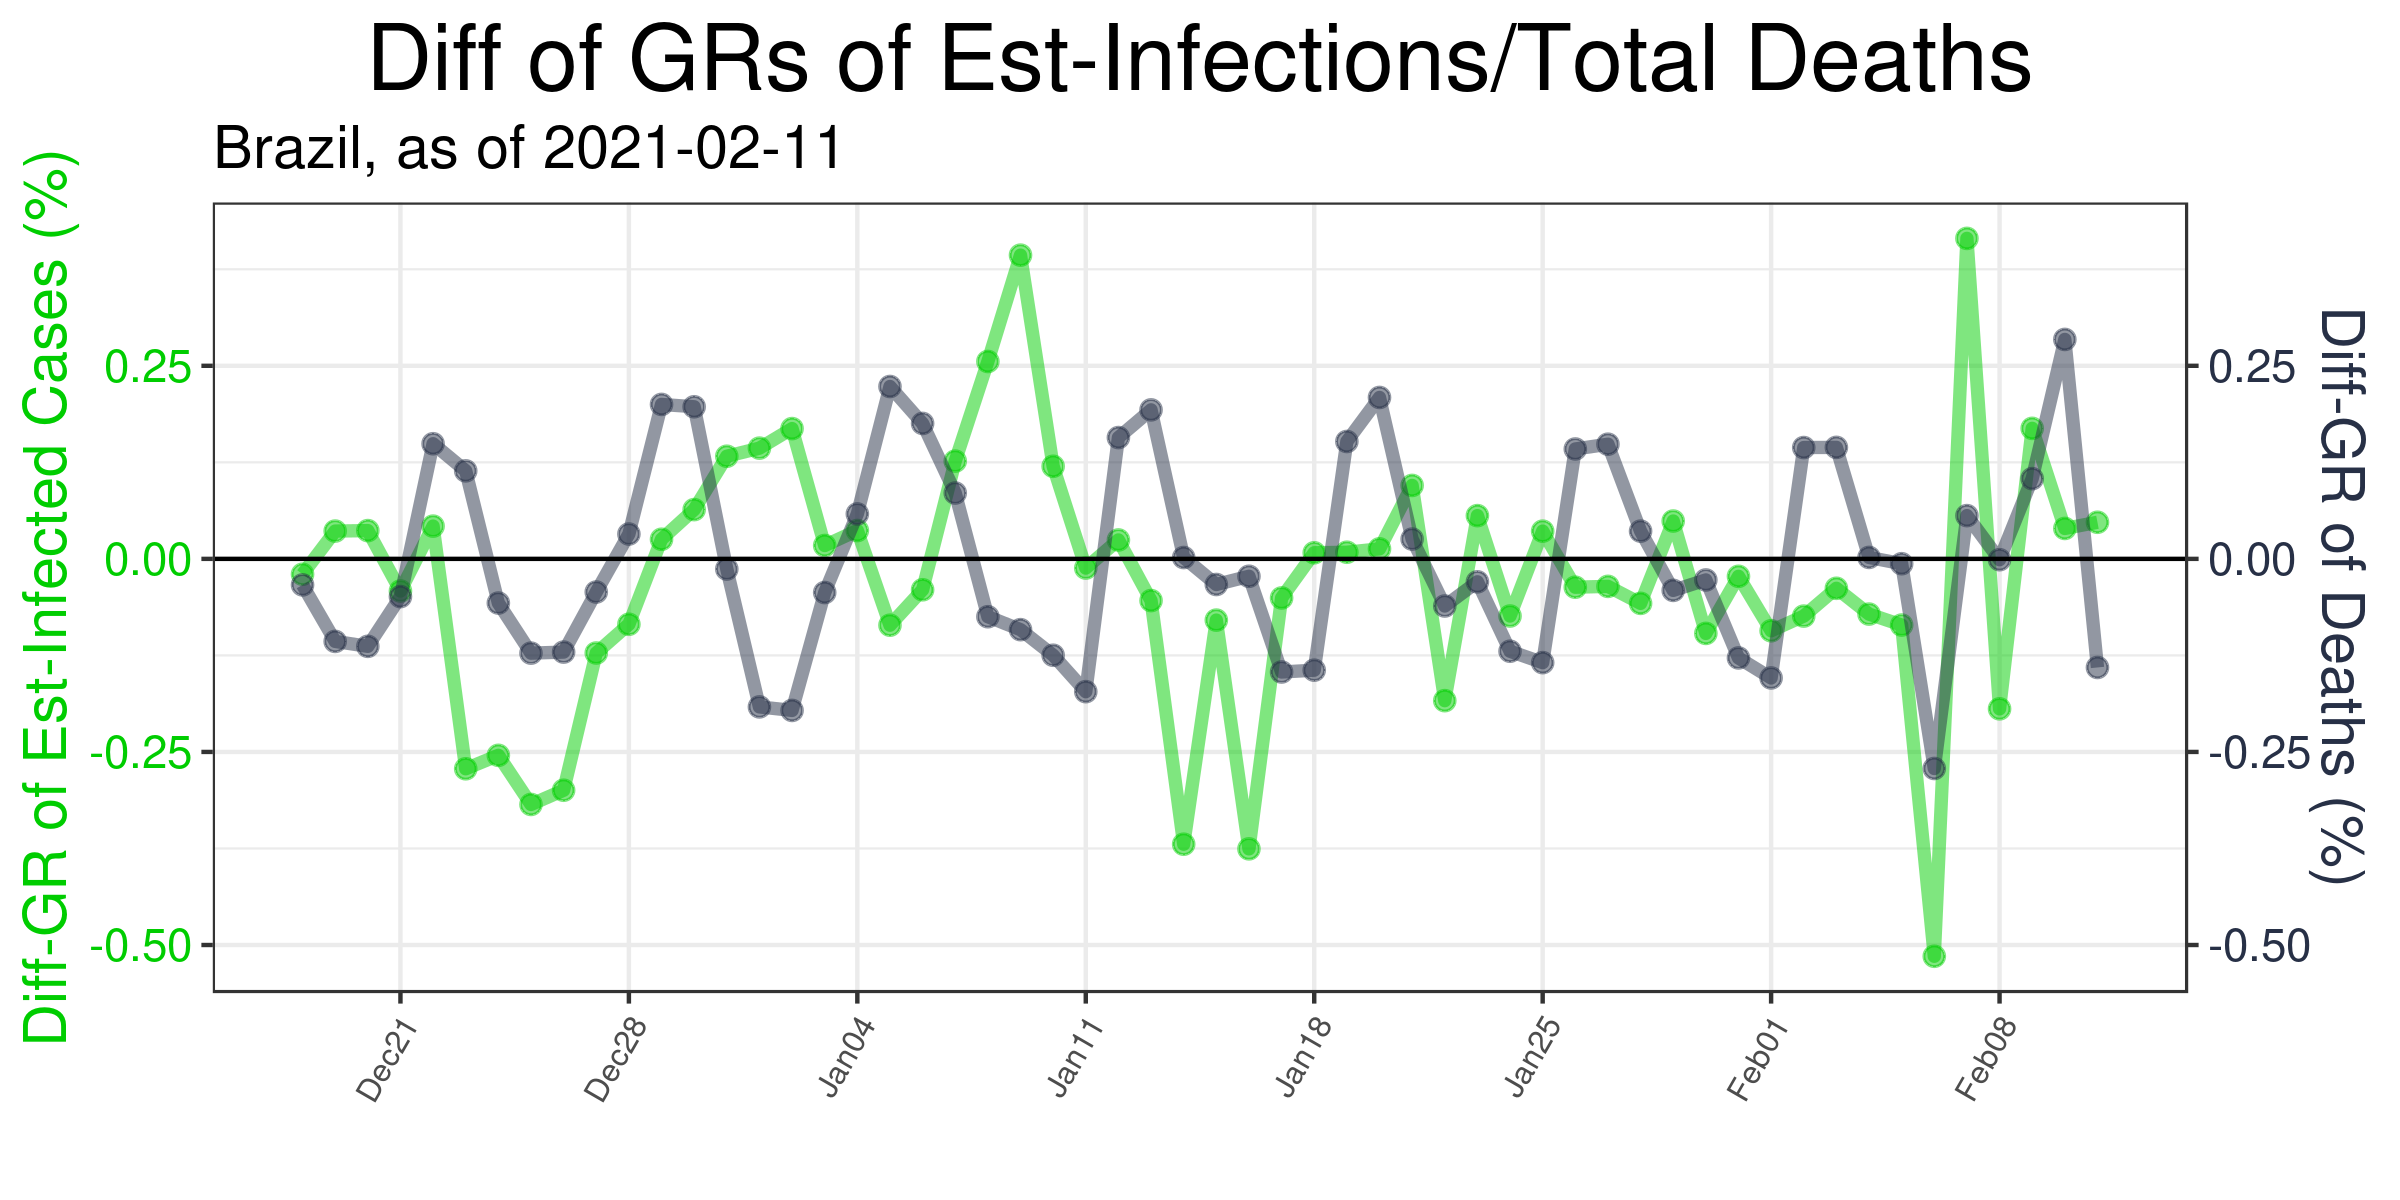 Diff of GRs of Est-Infections/Total Deaths
Brazil, as of 2021-02-11
Diff-GR of Est-Infected Cases (%)
0.25
0.00
-0.25
-0.50
0.25
0.00
-0.25
-0.50
Diff-GR of Deaths (%)
Dec21
Dec28
Jan04
Jan11
Jan18
Jan25
Feb01
Feb08